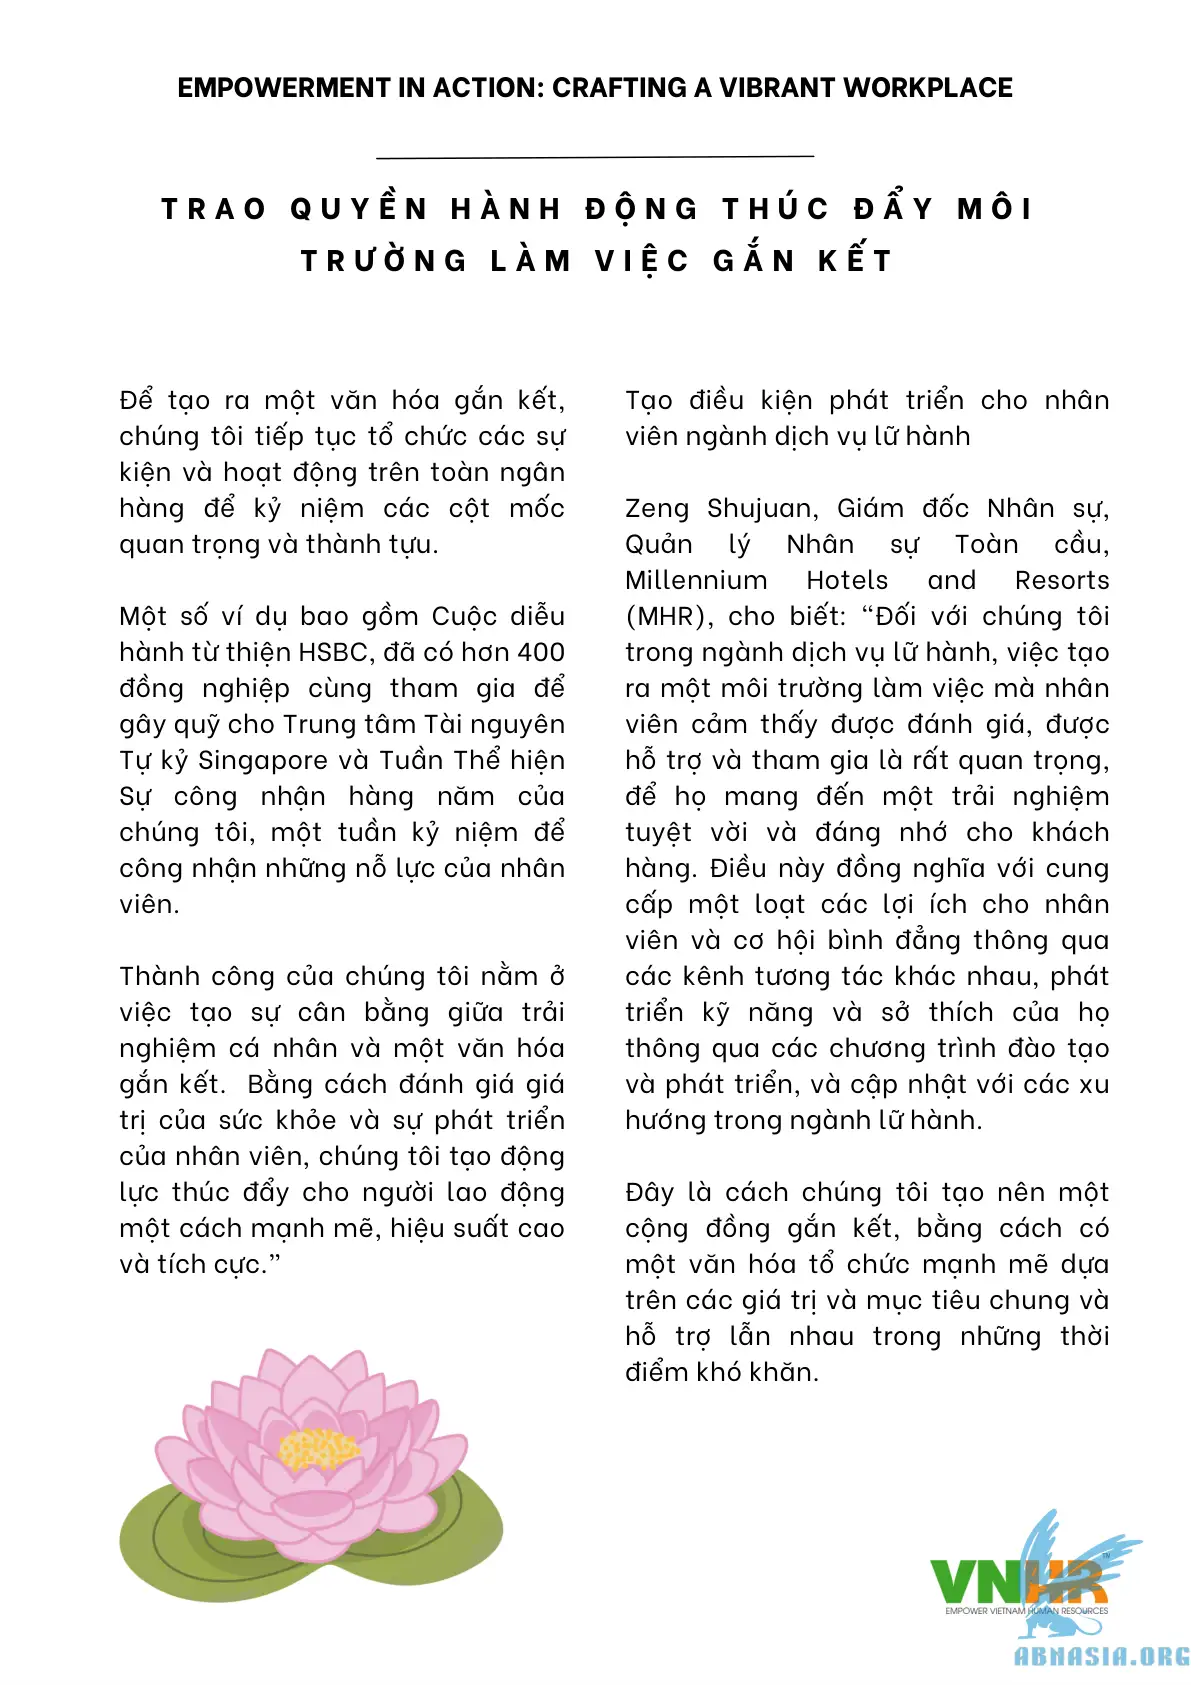 EMPOWERMENT IN ACTION: CRAFTING A VIBRANT WORKPLACE
TRAO QUYỀN HÀNH ĐỘNG THÚC ĐẨY MÔI
TRƯỜNG LÀM VIỆC GẮN KẾT
Để tạo ra một văn hóa gắn kết,
chúng tôi tiếp tục tổ chức các sự
kiện và hoạt động trên toàn ngân
hàng để kỷ niệm các cột mốc
quan trọng và thành tựu.
Một số ví dụ bao gồm Cuộc diễu
hành từ thiện HSBC, đã có hơn 400
đồng nghiệp cùng tham gia để
gây quỹ cho Trung tâm Tài nguyên
Tự kỷ Singapore và Tuần Thể hiện
Sự công nhận hàng năm của
chúng tôi, một tuần kỷ niệm để
công nhận những nỗ lực của nhân
viên.
Thành công của chúng tôi nằm ở
việc tạo sự cân bằng giữa trải
nghiệm cá nhân và một văn hóa
gắn kết. Bằng cách đánh giá giá
trị của sức khỏe và sự phát triển
của nhân viên, chúng tôi tạo động
lực thúc đẩy cho người lao động
một cách mạnh mẽ, hiệu suất cao
và tích cực.”
Tạo điều kiện phát triển cho nhân
viên ngành dịch vụ lữ hành
Zeng Shujuan, Giám đốc Nhân sự,
Quản lý Nhân sự Toàn cầu,
Millennium Hotels and Resorts
(MHR), cho biết: “Đối với chúng tôi
trong ngành dịch vụ lữ hành, việc tạo
ra một môi trường làm việc mà nhân
viên cảm thấy được đánh giá, được
hỗ trợ và tham gia là rất quan trọng,
để họ mang đến một trải nghiệm
tuyệt vời và đáng nhớ cho khách
hàng. Điều này đồng nghĩa với cung
cấp một loạt các lợi ích cho nhân
viên và cơ hội bình đẳng thông qua
các kênh tương tác khác nhau, phát
triển kỹ năng và sở thích của họ
thông qua các chương trình đào tạo
và phát triển, và cập nhật với các xu
hướng trong ngành lữ hành.
Đây là cách chúng tôi tạo nên một
cộng đồng gắn kết, bằng cách có
một văn hóa tổ chức mạnh mẽ dựa
trên các giá trị và mục tiêu chung và
hỗ trợ lẫn nhau trong những thời
điểm khó khăn.
VNHR™
EMPOWER VIETNAM HUMAN RESOURCES
ABNASIA.ORG